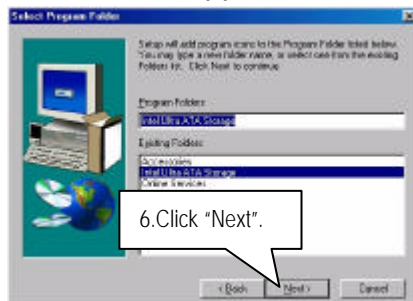 Select Program Folder
Setup will add program icons to the Program Folder listed below.
You may type a new folder name, or select one from the existing
Folders list. Click Next to continue.
Program Folders:
Intel Ultra ATA Storage
Existing Folders:
Accessories
Intel Ultra ATA Storage
Online Services
6.Click “Next”.
< Back
Next >
Cancel